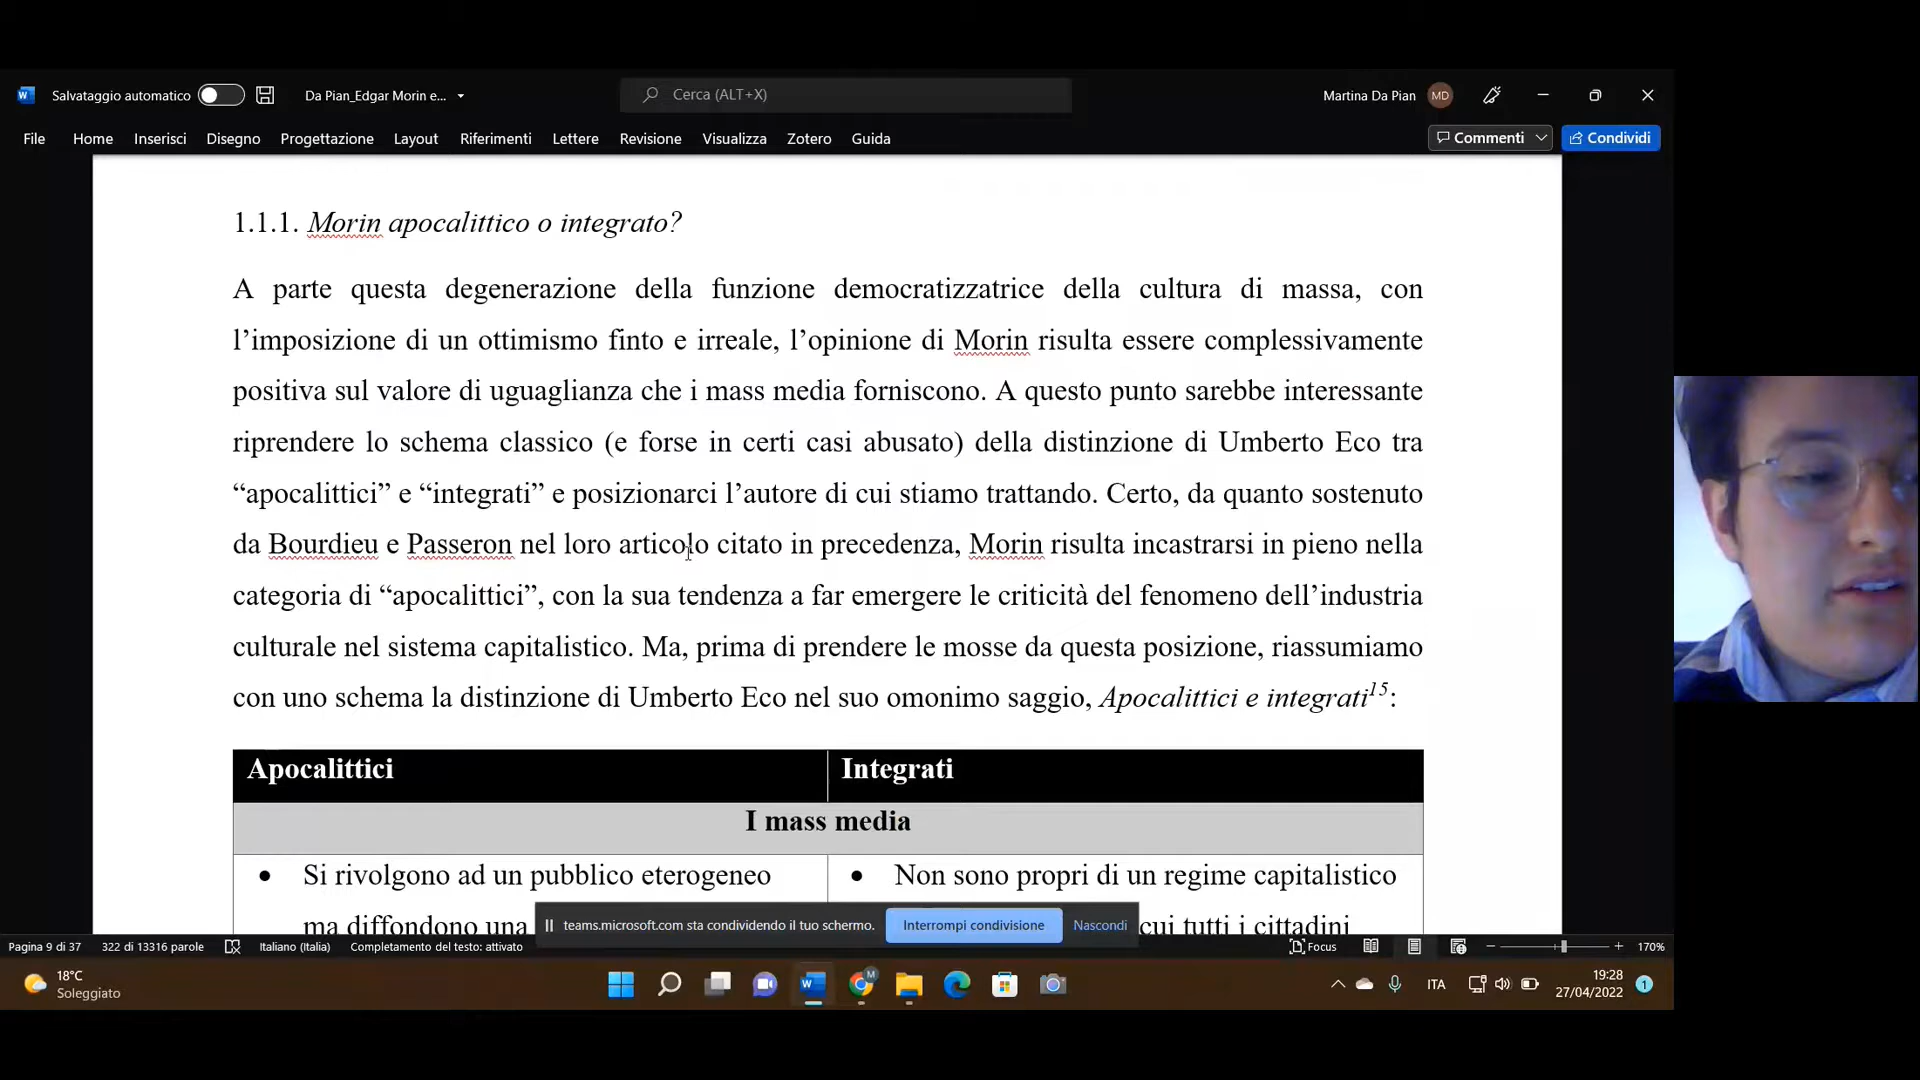 Salvataggio automatico
Da Pian_Edgar Morin e...
Cerca (ALT+X)
Martina Da Pian
MD
File Home Inserisci Disegno Progettazione Layout Riferimenti Lettere Revisione Visualizza Zotero Guida
Commenti
Condividi
1.1.1. Morin apocalittico o integrato?
A parte questa degenerazione della funzione democratizzatrice della cultura di massa, con
l’imposizione di un ottimismo finto e irreale, l’opinione di Morin risulta essere complessivamente
positiva sul valore di uguaglianza che i mass media forniscono. A questo punto sarebbe interessante
riprendere lo schema classico (e forse in certi casi abusato) della distinzione di Umberto Eco tra
“apocalittici” e “integrati” e posizionarci l’autore di cui stiamo trattando. Certo, da quanto sostenuto
da Bourdieu e Passeron nel loro articolo citato in precedenza, Morin risulta incastrarsi in pieno nella
categoria di “apocalittici”, con la sua tendenza a far emergere le criticità del fenomeno dell’industria
culturale nel sistema capitalistico. Ma, prima di prendere le mosse da questa posizione, riassumiamo
con uno schema la distinzione di Umberto Eco nel suo omonimo saggio, Apocalittici e integrati15:
Apocalittici
Integrati
I mass media
• Si rivolgono ad un pubblico eterogeneo
ma diffondono una
• Non sono propri di un regime capitalistico
cui tutti i cittadini
teams.microsoft.com sta condividendo il tuo schermo.
Interrompi condivisione
Nascondi
Pagina 9 di 37
322 di 13316 parole
Italiano (Italia)
Completamento del testo: attivato
Focus
170%
18°C
Soleggiato
M
ITA
19:28
27/04/2022
1